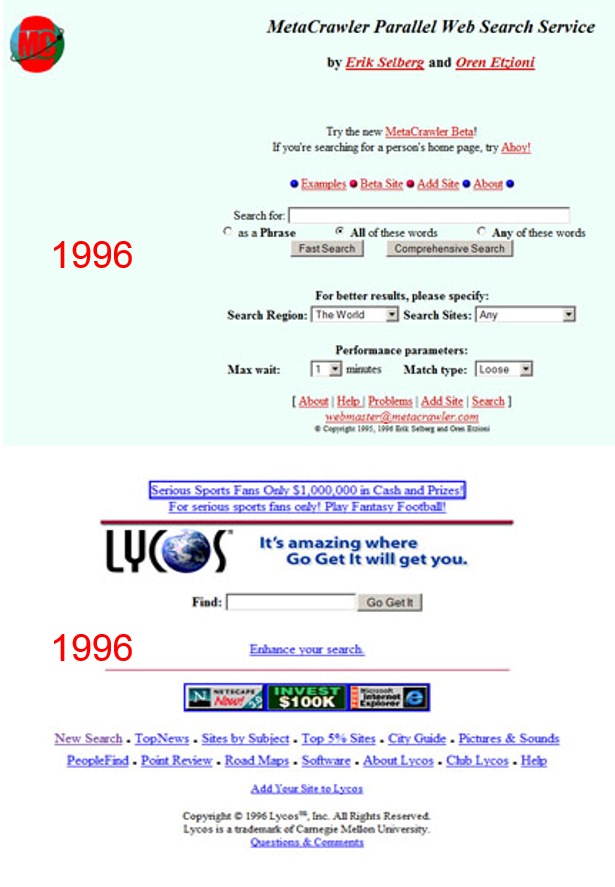 MC
MetaCrawler Parallel Web Search Service
by Erik Selberg and Oren Etzioni
Try the new MetaCrawler Beta!
If you're searching for a person's home page, try Ahoy!
Examples Beta Site Add Site About
Search for:
as a Phrase All of these words Any of these words
1996
Fast Search Comprehensive Search
For better results, please specify:
Search Region: The World Search Sites: Any
Performance parameters:
Max wait: 1 minutes Match type: Loose
[ About | Help | Problems | Add Site | Search ]
webmaster@metacrawler.com
© Copyright 1995, 1996 Erik Selberg and Oren Etzioni
Serious Sports Fans Only $1,000,000 in Cash and Prizes!
For serious sports fans only! Play Fantasy Football!
LYCOS
It's amazing where
Go Get It will get you.
Find: Go Get It
1996
Enhance your search.
N NETSCAPE Now! INVEST $100K Microsoft Internet Explorer
New Search • TopNews • Sites by Subject • Top 5% Sites • City Guide • Pictures & Sounds
PeopleFind • Point Review • Road Maps • Software • About Lycos • Club Lycos • Help
Add Your Site to Lycos
Copyright © 1996 Lycos™, Inc. All Rights Reserved.
Lycos is a trademark of Carnegie Mellon University.
Questions & Comments